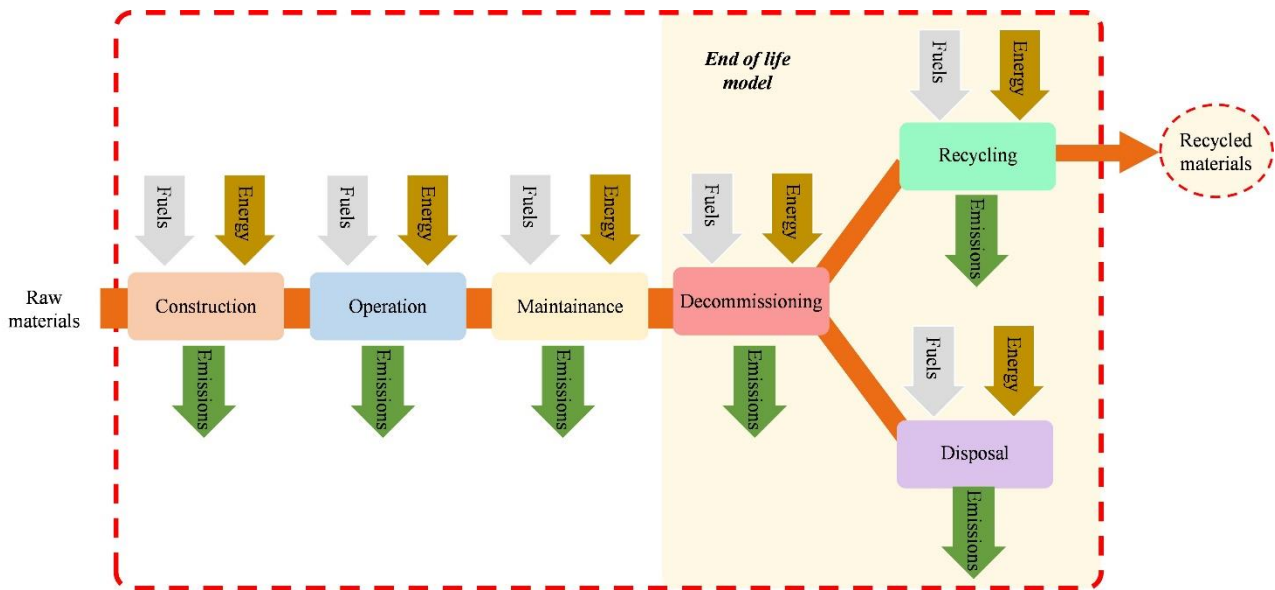 End of life
model
Fuels
Energy
Recycling
Recycled
materials
Emissions
Fuels
Energy
Fuels
Energy
Fuels
Energy
Fuels
Energy
Raw
materials
Construction
Operation
Maintainance
Decommissioning
Emissions
Emissions
Emissions
Emissions
Fuels
Energy
Disposal
Emissions